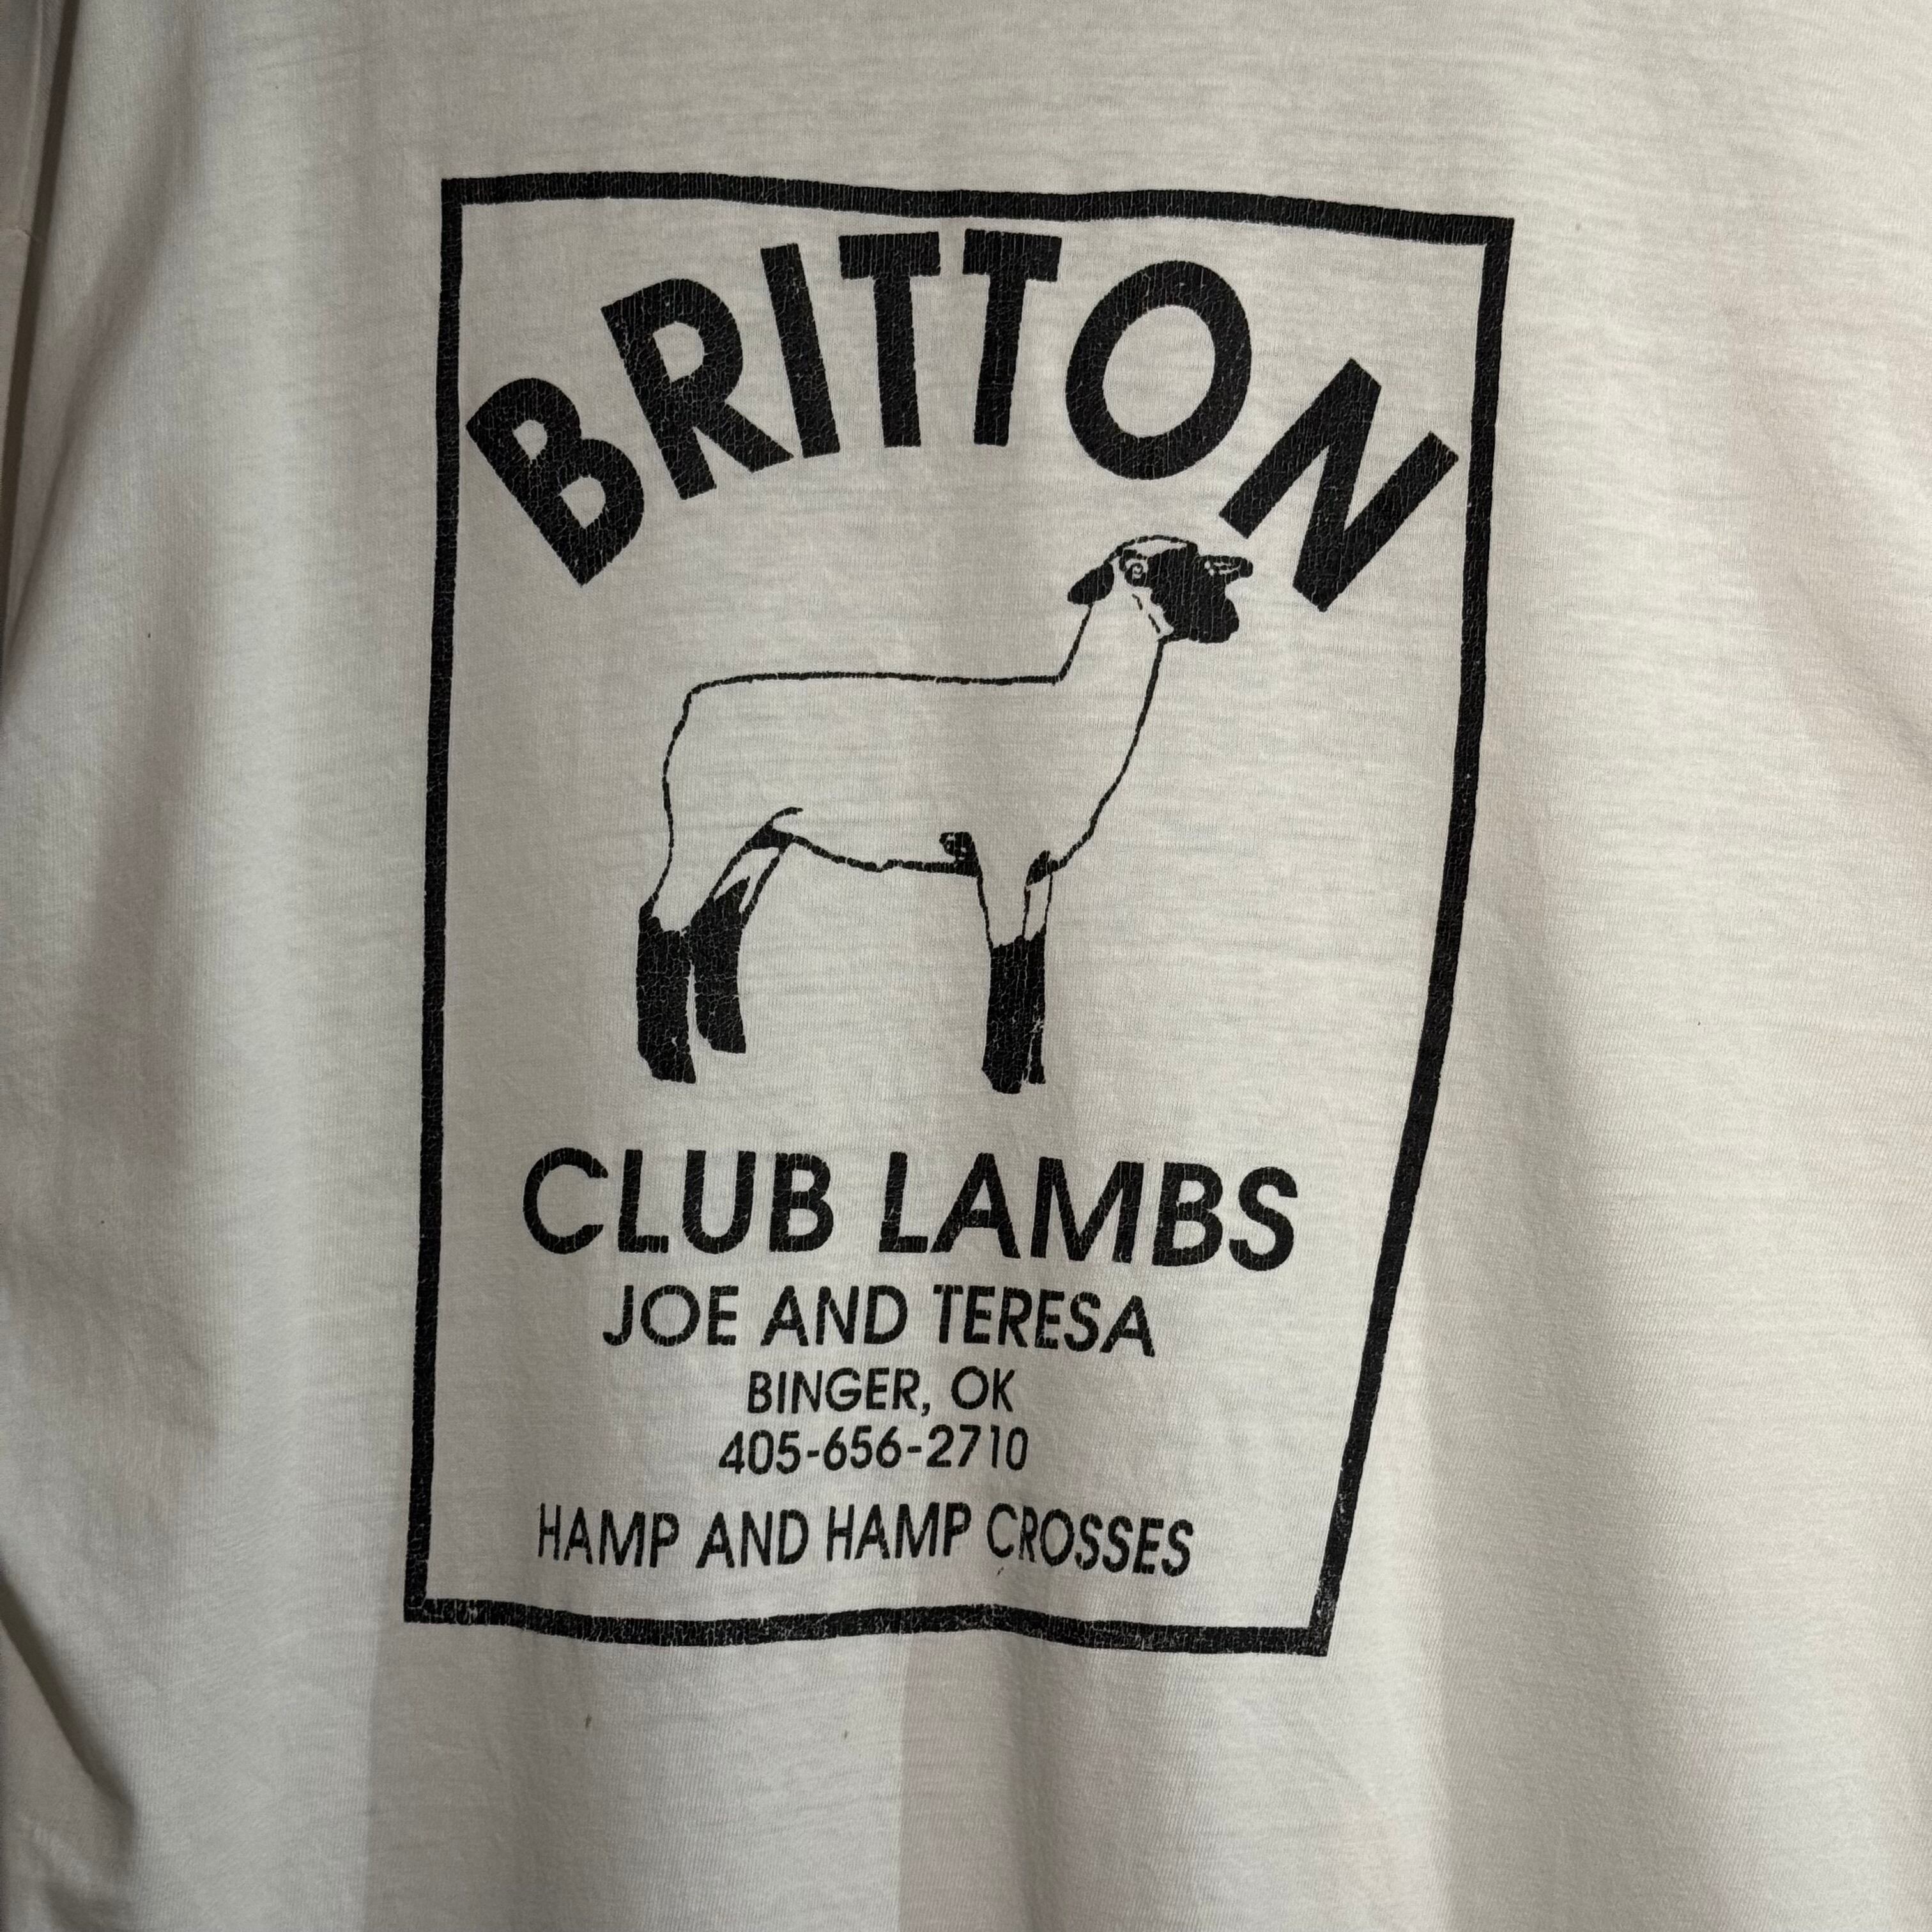 BRITTON
CLUB LAMBS
JOE AND TERESA
BINGER, OK
405-656-2710
HAMP AND HAMP CROSSES